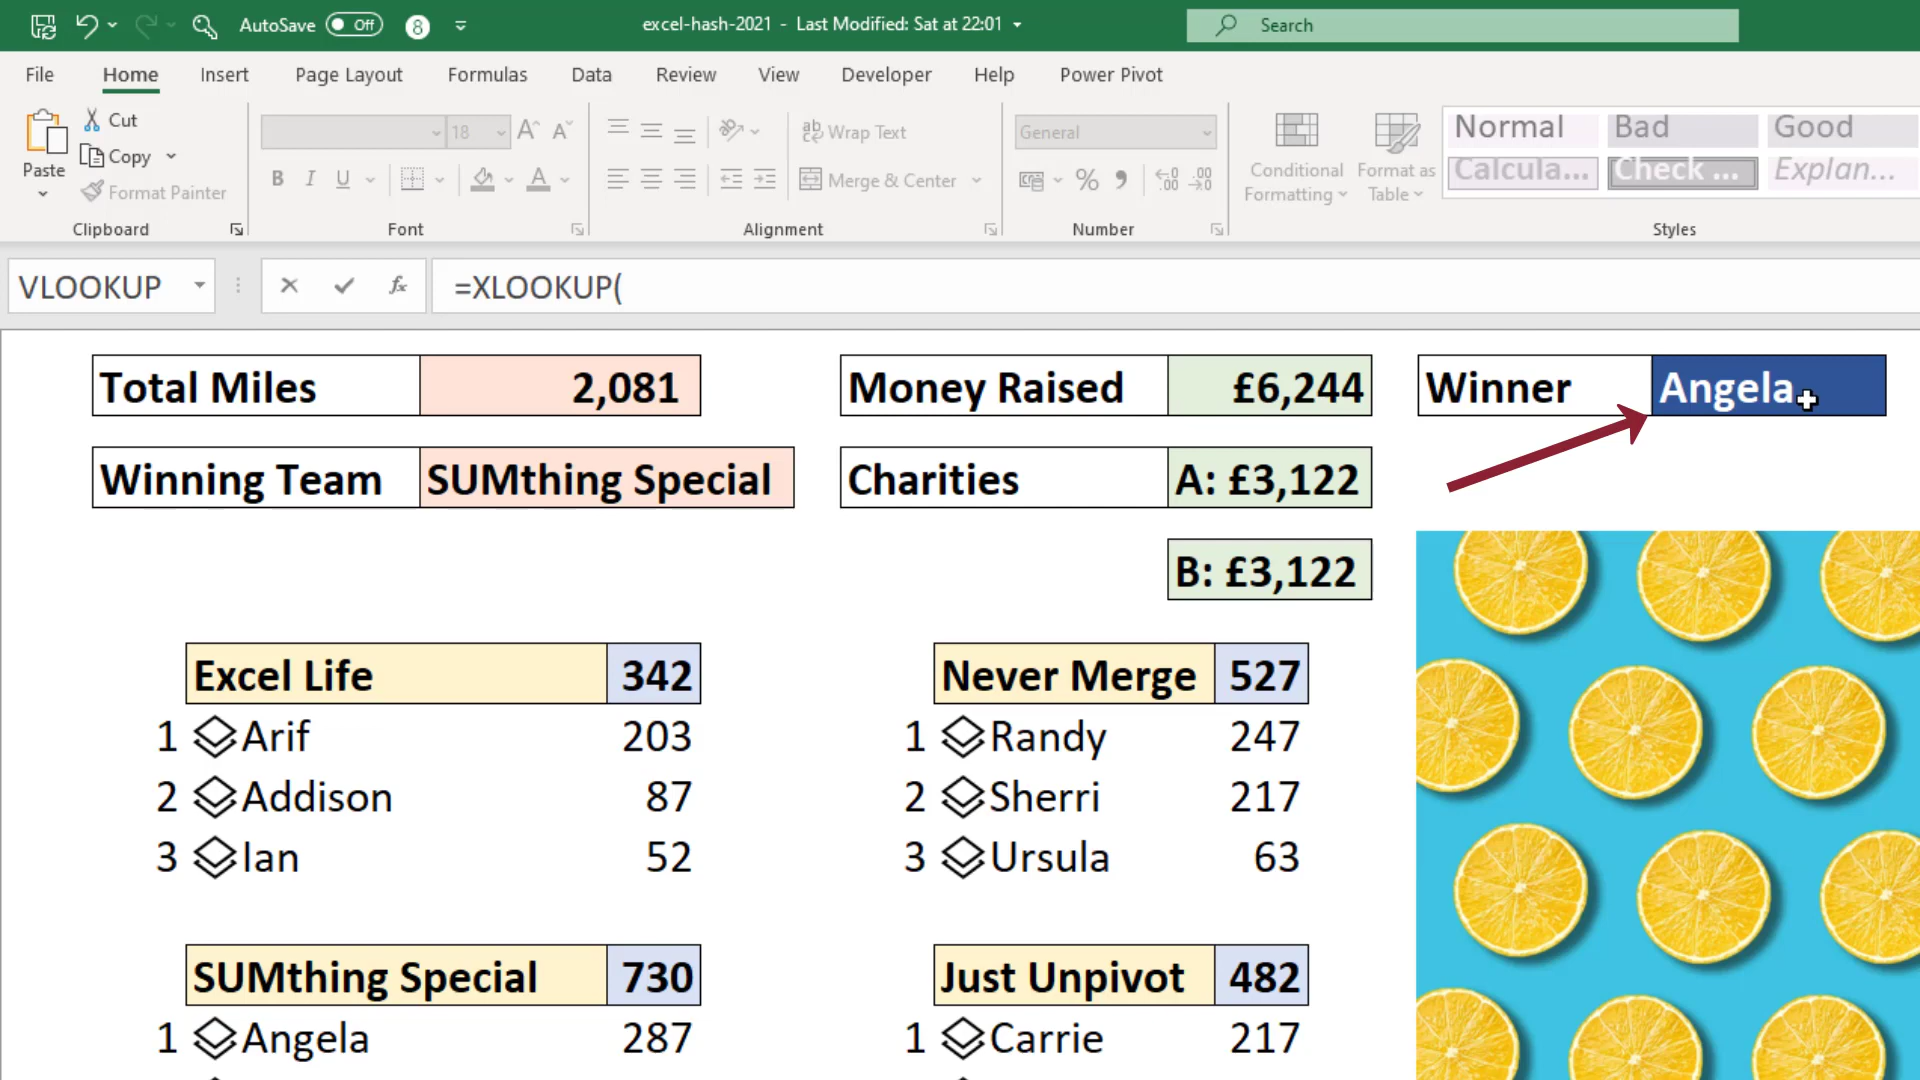 AutoSave Off 8 excel-hash-2021 - Last Modified: Sat at 22:01 Search
File Home Insert Page Layout Formulas Data Review View Developer Help Power Pivot
Paste
Cut
Copy
Format Painter
Clipboard
18
B I U
Font
Wrap Text
Merge & Center
Alignment
General
Number
Conditional Formatting
Format as Table
Normal Bad Good
Calcula... Check ... Explan...
Styles
VLOOKUP fx =XLOOKUP(
Total Miles 2,081 Money Raised £6,244 Winner Angela
Winning Team SUMthing Special Charities A: £3,122
B: £3,122
Excel Life 342 Never Merge 527
1 Arif 203 1 Randy 247
2 Addison 87 2 Sherri 217
3 Ian 52 3 Ursula 63
SUMthing Special 730 Just Unpivot 482
1 Angela 287 1 Carrie 217